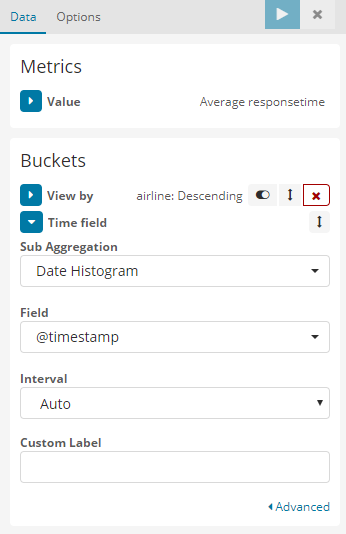 Data Options
Metrics
Value Average responsetime
Buckets
View by airline: Descending
Time field
Sub Aggregation
Date Histogram
Field
@timestamp
Interval
Auto
Custom Label
Advanced